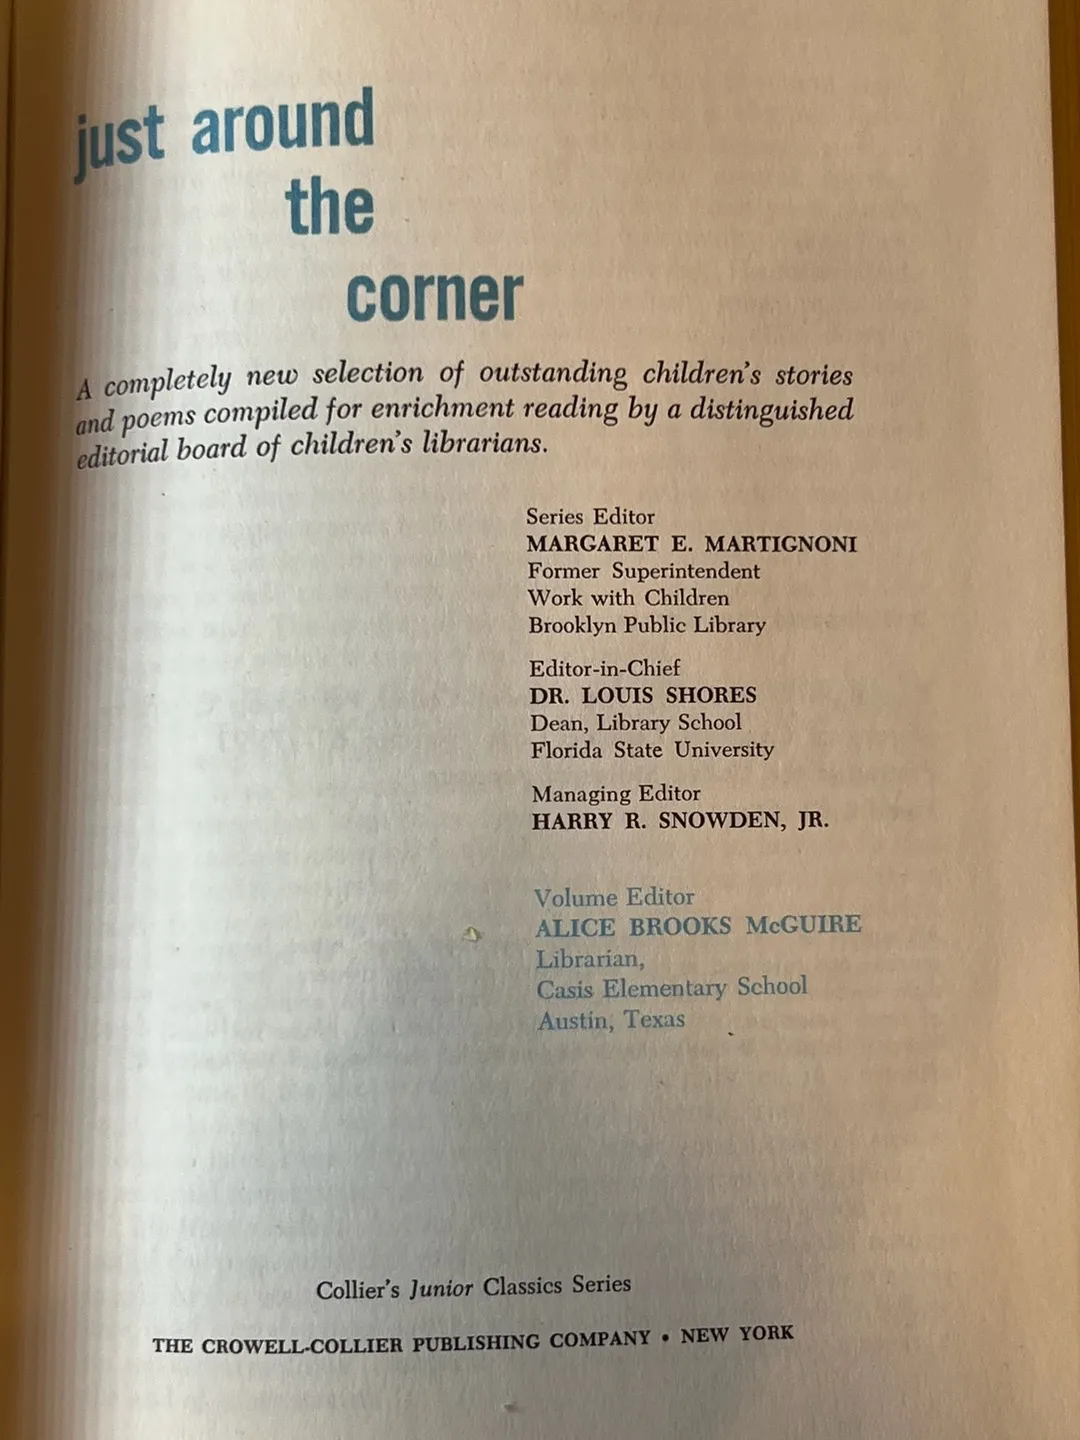 just around
the
corner
A completely new selection of outstanding children's stories
and poems compiled for enrichment reading by a distinguished
editorial board of children's librarians.
Series Editor
MARGARET E. MARTIGNONI
Former Superintendent
Work with Children
Brooklyn Public Library
Editor-in-Chief
DR. LOUIS SHORES
Dean, Library School
Florida State University
Managing Editor
HARRY R. SNOWDEN, JR.
Volume Editor
ALICE BROOKS McGUIRE
Librarian,
Casis Elementary School
Austin, Texas
Collier's Junior Classics Series
THE CROWELL-COLLIER PUBLISHING COMPANY • NEW YORK